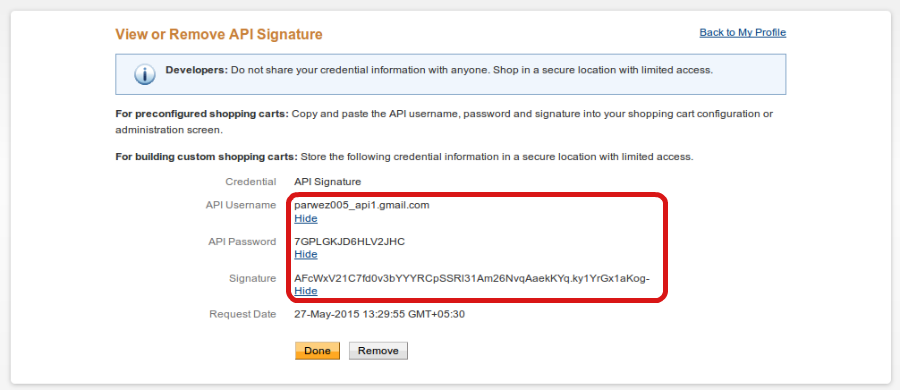 View or Remove API Signature
Back to My Profile
Developers: Do not share your credential information with anyone. Shop in a secure location with limited access.
For preconfigured shopping carts: Copy and paste the API username, password and signature into your shopping cart configuration or
administration screen.
For building custom shopping carts: Store the following credential information in a secure location with limited access.
Credential API Signature
API Username parwez005_api1.gmail.com
Hide
API Password 7GPLGKJD6HLV2JHC
Hide
Signature AFcWxV21C7fd0v3bYYYRCpSSRl31Am26NvqAaekKYq.ky1YrGx1aKog-
Hide
Request Date 27-May-2015 13:29:55 GMT+05:30
Done Remove